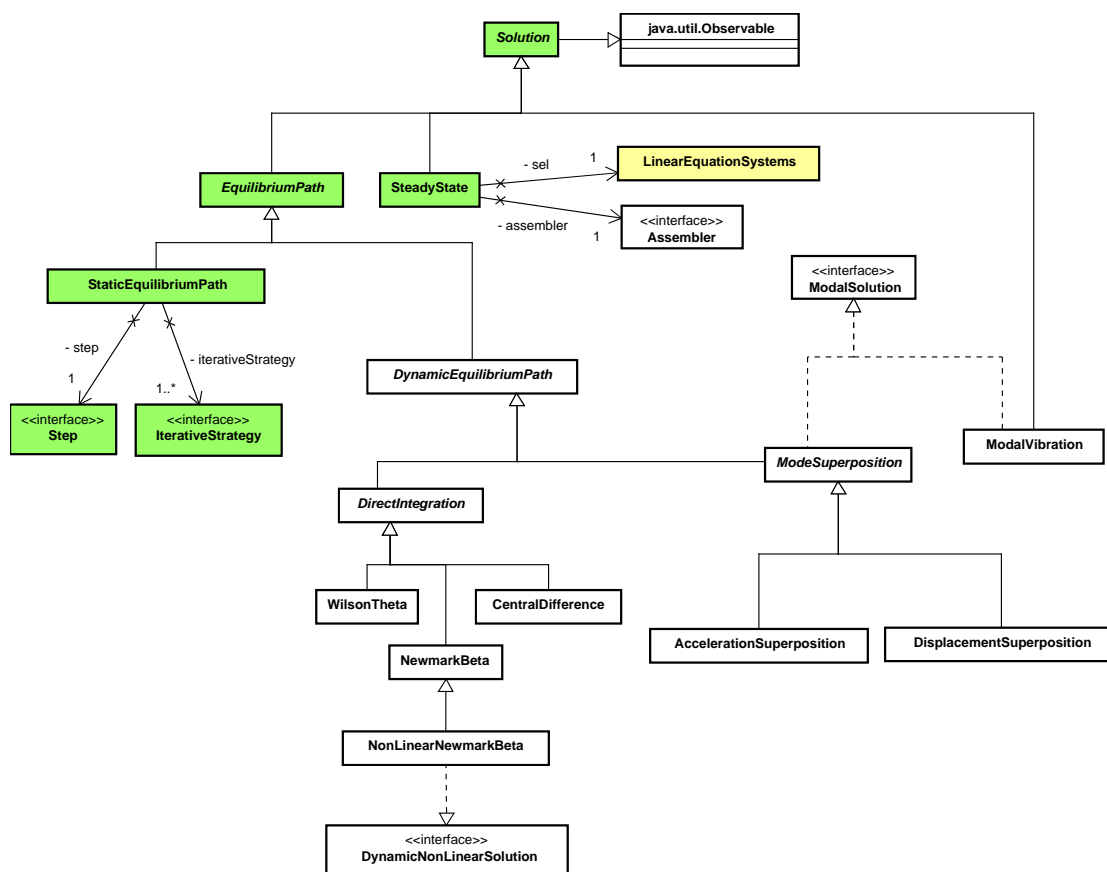 Solution
java.util.Observable
- sel
1
LinearEquationSystems
EquilibriumPath
SteadyState
- assembler
1
<<interface>>
Assembler
StaticEquilibriumPath
<<interface>>
ModalSolution
- step
- iterativeStrategy
1
1..*
DynamicEquilibriumPath
<<interface>>
Step
<<interface>>
IterativeStrategy
ModeSuperposition
ModalVibration
DirectIntegration
WilsonTheta
CentralDifference
AccelerationSuperposition
DisplacementSuperposition
NewmarkBeta
NonLinearNewmarkBeta
<<interface>>
DynamicNonLinearSolution